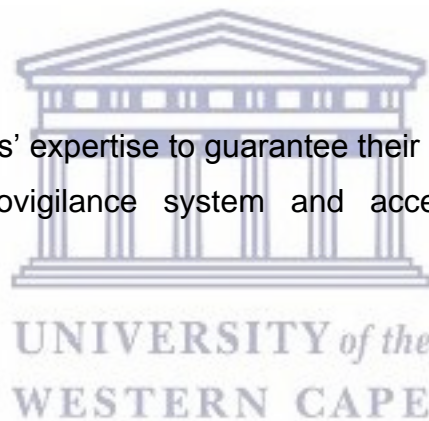 s’ expertise to guarantee their
ovigilance system and acce
UNIVERSITY of the
WESTERN CAPE